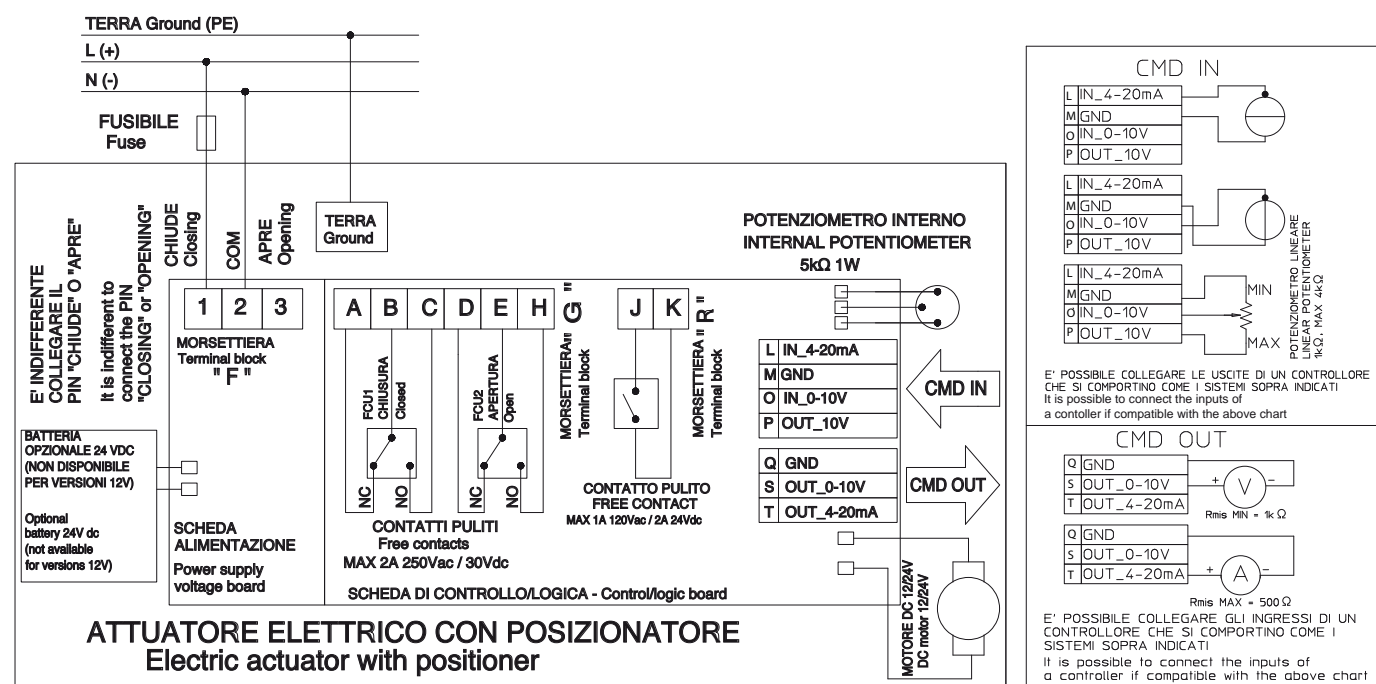 TERRA Ground (PE)
L (+)
N (-)
FUSIBILE
Fuse
E' INDIFFERENTE
COLLEGARE IL
PIN "CHIUDE" O "APRE"
It is indifferent to
connect the PIN
"CLOSING" or "OPENING"
CHIUDE
Closing
COM
APRE
Opening
TERRA
Ground
1 2 3
MORSETTIERA
Terminal block
" F "
BATTERIA
OPZIONALE 24 VDC
(NON DISPONIBILE
PER VERSIONI 12V)
Optional
battery 24V dc
(not available
for versions 12V)
SCHEDA
ALIMENTAZIONE
Power supply
voltage board
A B C D E H
MORSETTIERA" G "
Terminal block
FCU1
CHIUSURA
Closed
FCU2
APERTURA
Open
NC NO NC NO
CONTATTI PULITI
Free contacts
MAX 2A 250Vac / 30Vdc
J K
MORSETTIERA " R "
Terminal block
CONTATTO PULITO
FREE CONTACT
MAX 1A 120Vac / 2A 24Vdc
SCHEDA DI CONTROLLO/LOGICA - Control/logic board
POTENZIOMETRO INTERNO
INTERNAL POTENTIOMETER
5kΩ 1W
L IN_4-20mA
M GND
O IN_0-10V
P OUT_10V
CMD IN
Q GND
S OUT_0-10V
T OUT_4-20mA
CMD OUT
MOTORE DC 12/24V
DC motor 12/24V
ATTUATORE ELETTRICO CON POSIZIONATORE
Electric actuator with positioner
CMD IN
L IN_4-20mA
M GND
O IN_0-10V
P OUT_10V
L IN_4-20mA
M GND
O IN_0-10V
P OUT_10V
L IN_4-20mA
M GND
O IN_0-10V
P OUT_10V
MIN
MAX
POTENZIOMETRO LINEARE
LINEAR POTENTIOMETER
1kΩ, MAX 4kΩ
E' POSSIBILE COLLEGARE LE USCITE DI UN CONTROLLORE
CHE SI COMPORTINO COME I SISTEMI SOPRA INDICATI
It is possible to connect the inputs of
a contoller if compatible with the above chart
CMD OUT
Q GND
S OUT_0-10V
T OUT_4-20mA
+ V -
Rmis MIN = 1k Ω
Q GND
S OUT_0-10V
T OUT_4-20mA
+ A -
Rmis MAX = 500 Ω
E' POSSIBILE COLLEGARE GLI INGRESSI DI UN
CONTROLLORE CHE SI COMPORTINO COME I
SISTEMI SOPRA INDICATI
It is possible to connect the inputs of
a controller if compatible with the above chart